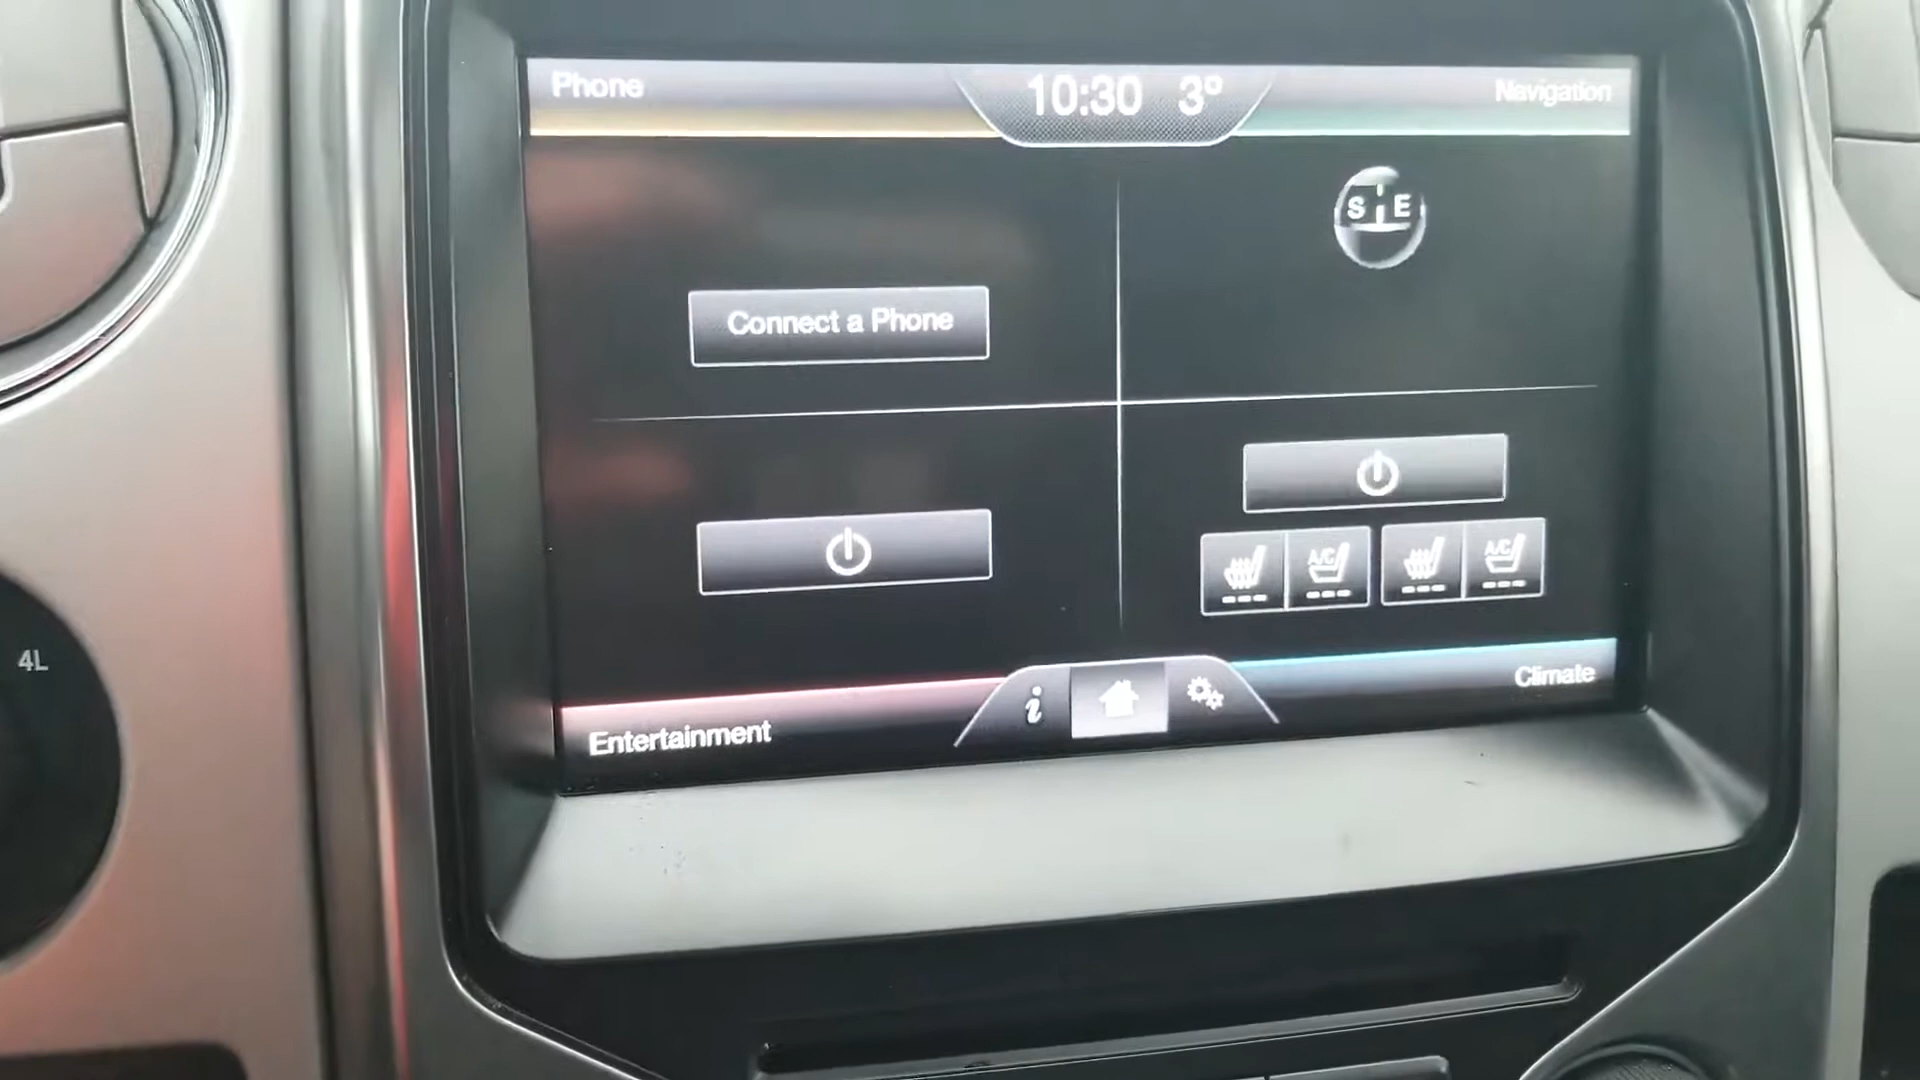 Phone
10:30 3°
Navigation
S E
Connect a Phone
A/C A/C
4L
Entertainment
i
Climate